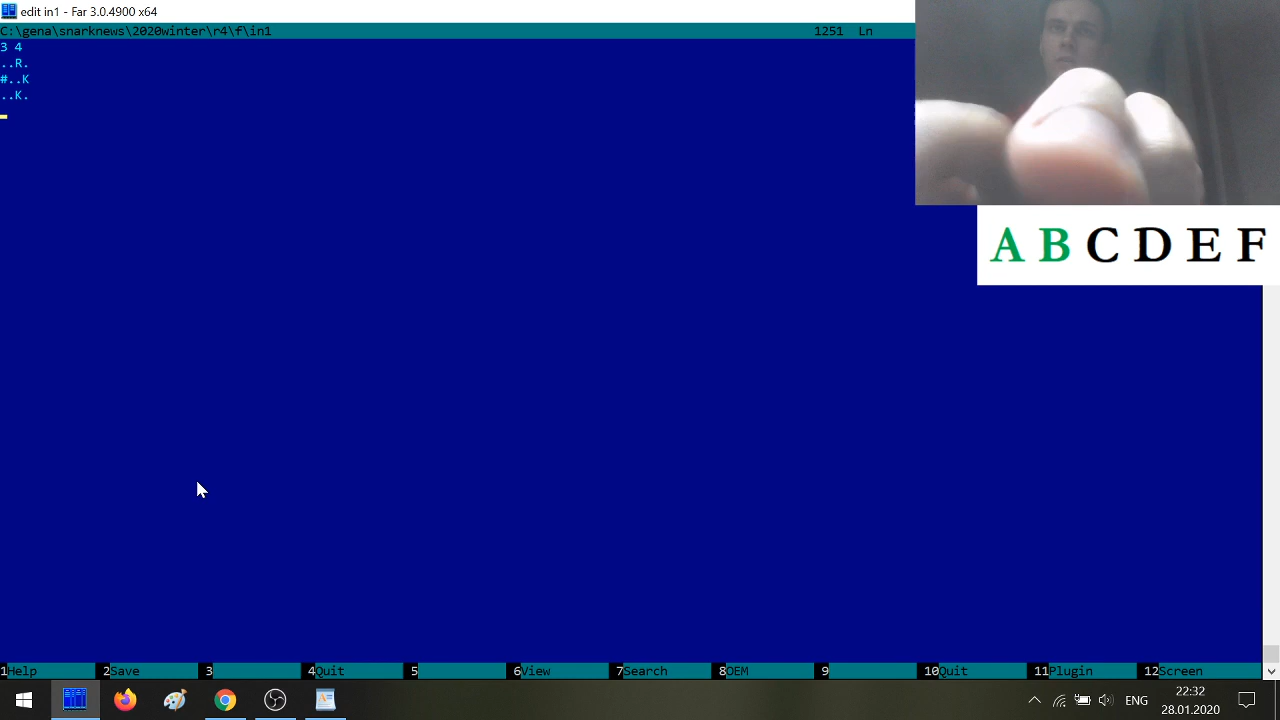 edit in1 - Far 3.0.4900 x64
C:\gena\snarknews\2020winter\r4\f\in1 1251 Ln
3 4
..R.
#..K
..K.
A B C D E F
1Help 2Save 3 4Quit 5 6View 7Search 8OEM 9 10Quit 11Plugin 12Screen
ENG
22:32
28.01.2020